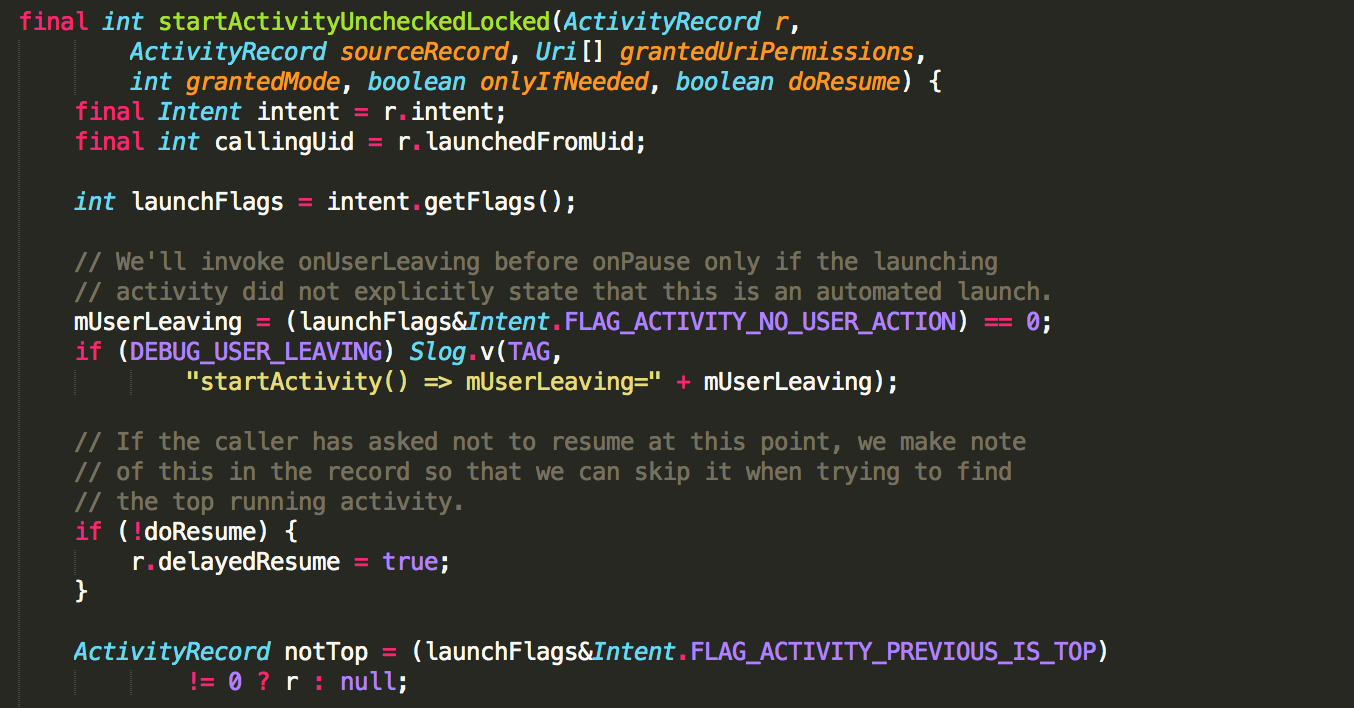 final int startActivityUncheckedLocked(ActivityRecord r,
ActivityRecord sourceRecord, Uri[] grantedUriPermissions,
int grantedMode, boolean onlyIfNeeded, boolean doResume) {
final Intent intent = r.intent;
final int callingUid = r.launchedFromUid;
int launchFlags = intent.getFlags();
// We'll invoke onUserLeaving before onPause only if the launching
// activity did not explicitly state that this is an automated launch.
mUserLeaving = (launchFlags&Intent.FLAG_ACTIVITY_NO_USER_ACTION) == 0;
if (DEBUG_USER_LEAVING) Slog.v(TAG,
"startActivity() => mUserLeaving=" + mUserLeaving);
// If the caller has asked not to resume at this point, we make note
// of this in the record so that we can skip it when trying to find
// the top running activity.
if (!doResume) {
r.delayedResume = true;
}
ActivityRecord notTop = (launchFlags&Intent.FLAG_ACTIVITY_PREVIOUS_IS_TOP)
!= 0 ? r : null;